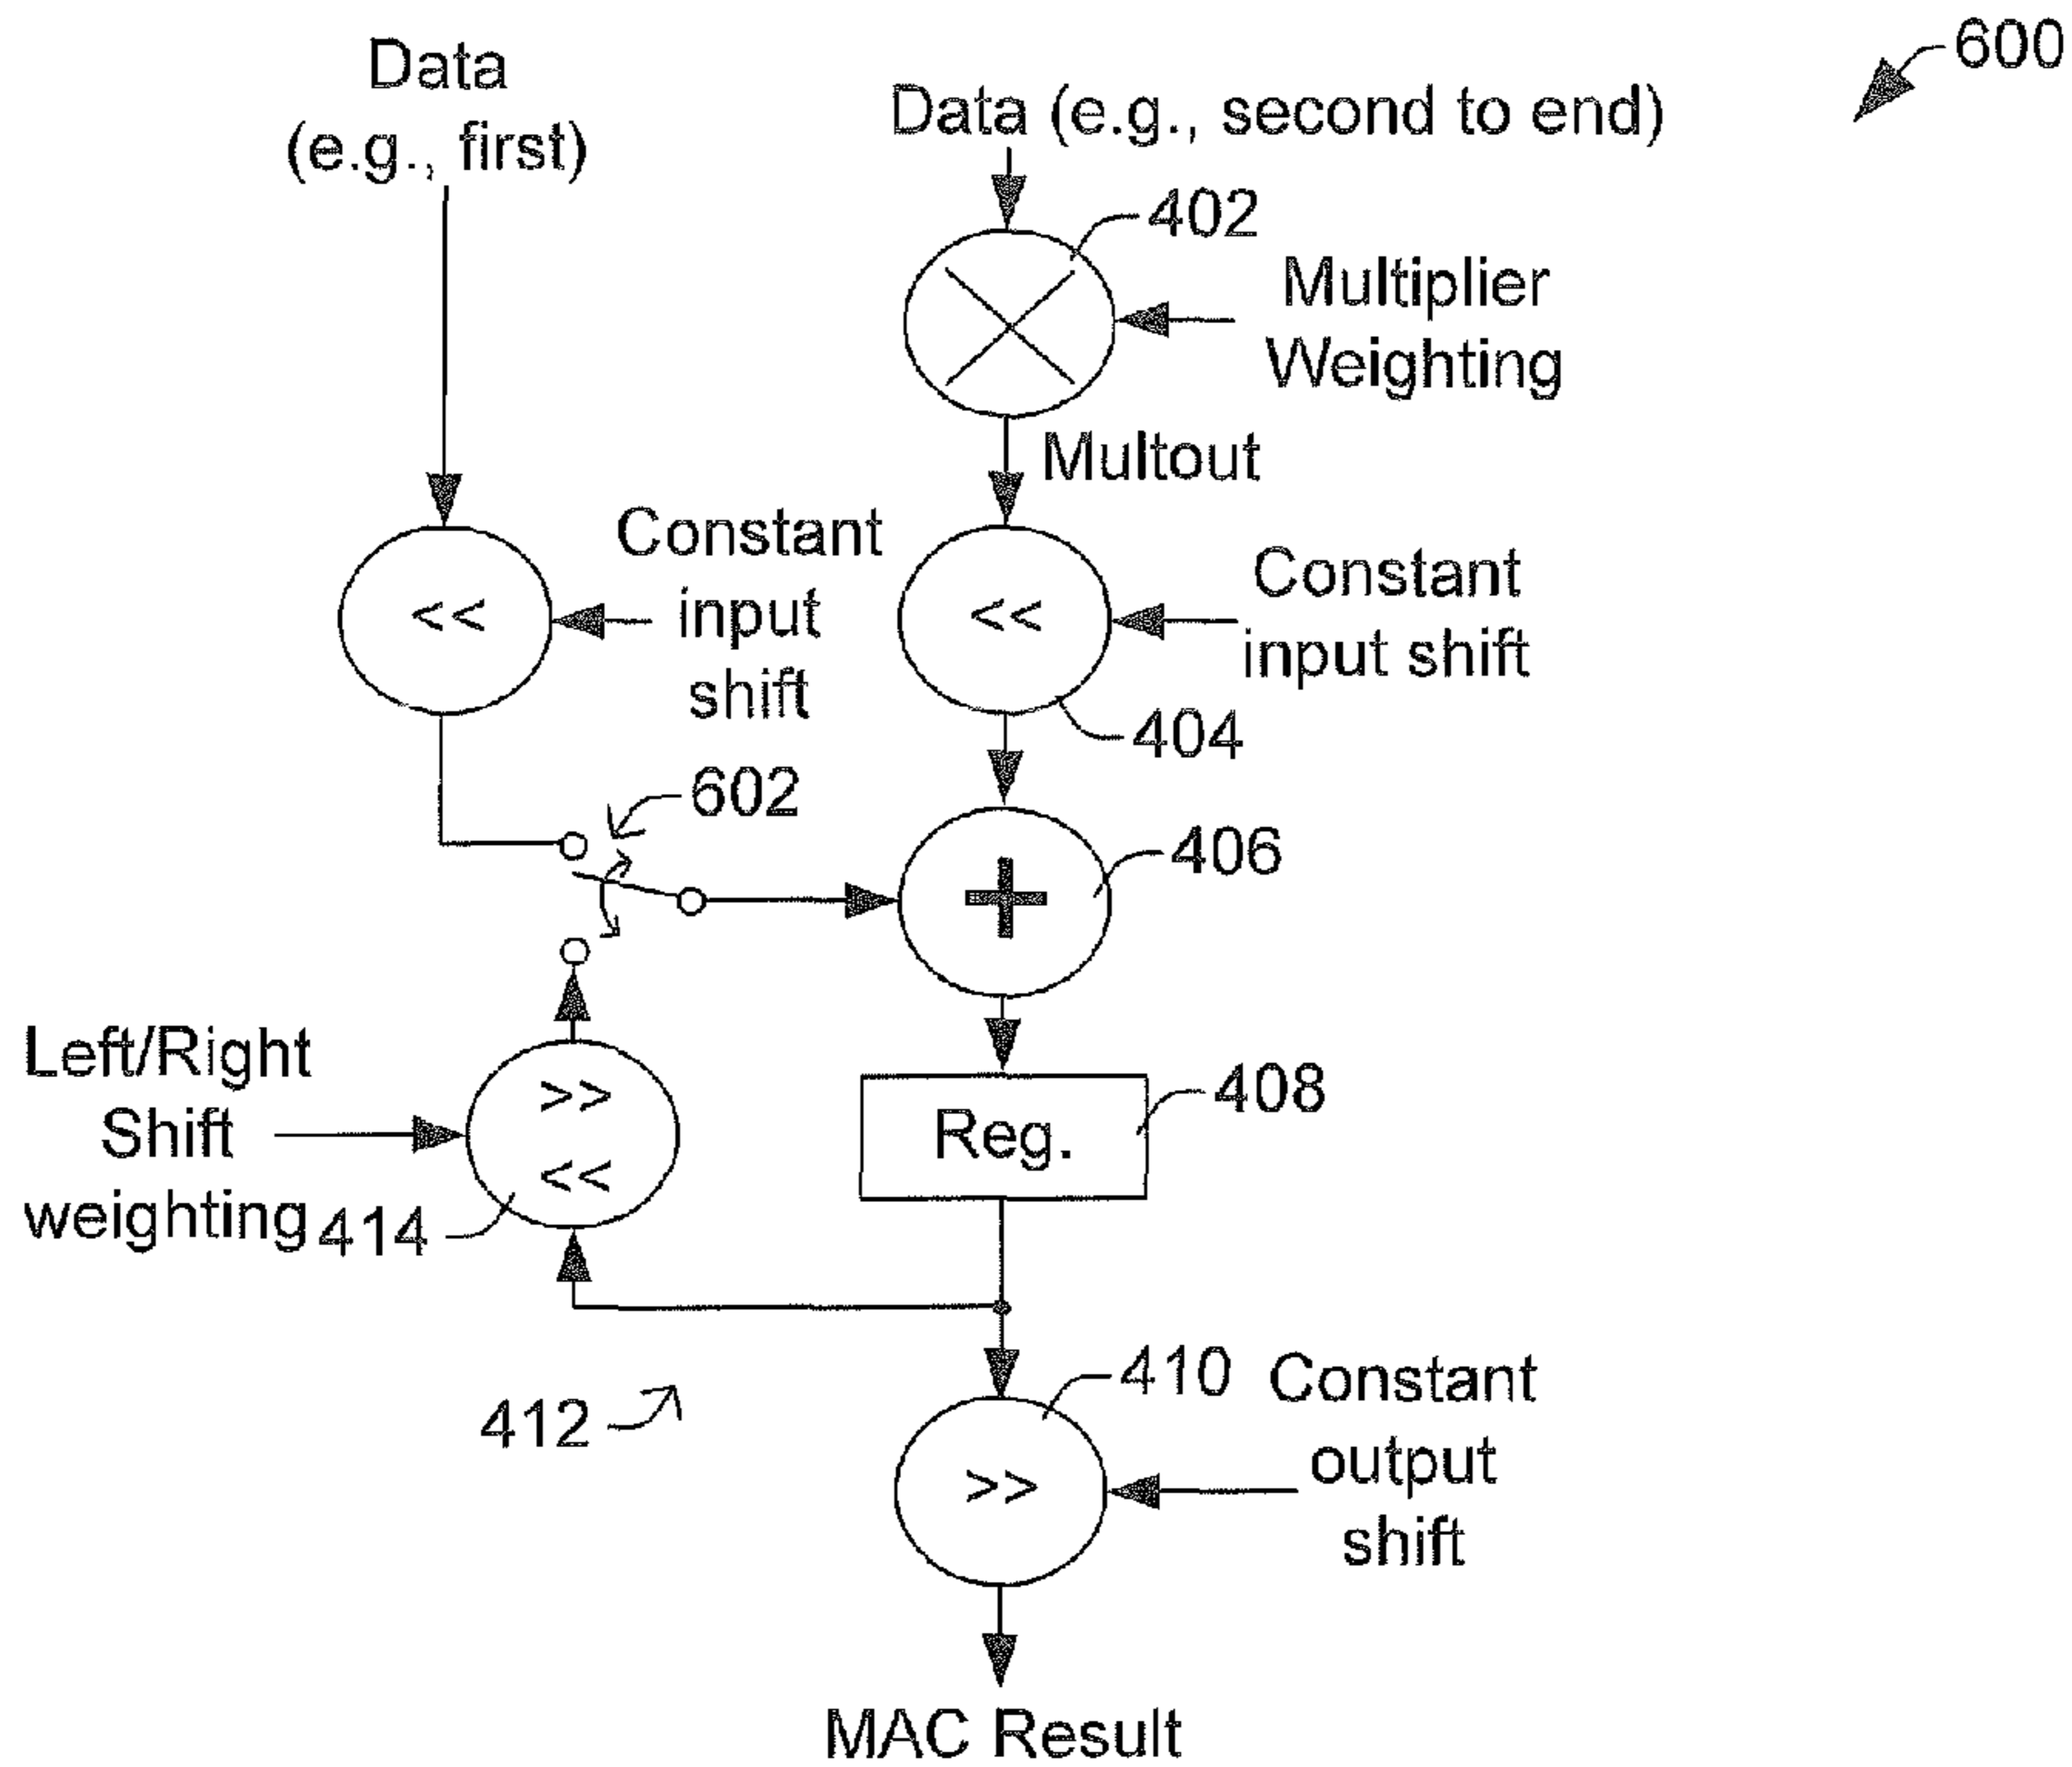 600
Data
(e.g., first)
Data (e.g., second to end)
402
Multiplier
Weighting
Multout
Constant
input
shift
<<
<<
Constant
input shift
404
602
406
+
Left/Right
Shift
weighting
>>
<<
414
Reg.
408
412
410
Constant
output
shift
>>
MAC Result